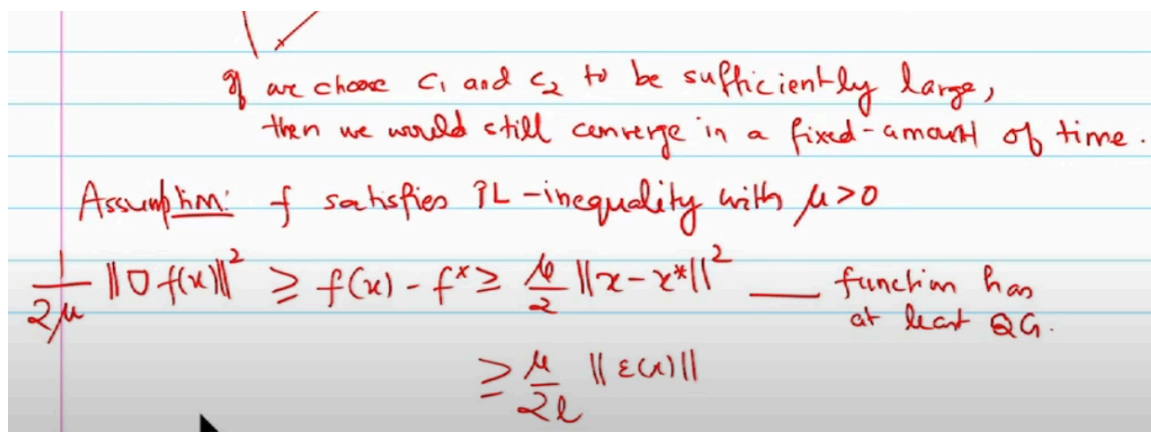 If we choose c₁ and c₂ to be sufficiently large,
then we would still converge in a fixed-amount of time.
Assumption: f satisfies PL-inequality with μ>0
1/2μ ||∇f(x)||² ≥ f(x) - f* ≥ μ/2 ||x-x*||² — function has
at least QG.
≥ μ/2l ||ε(x)||